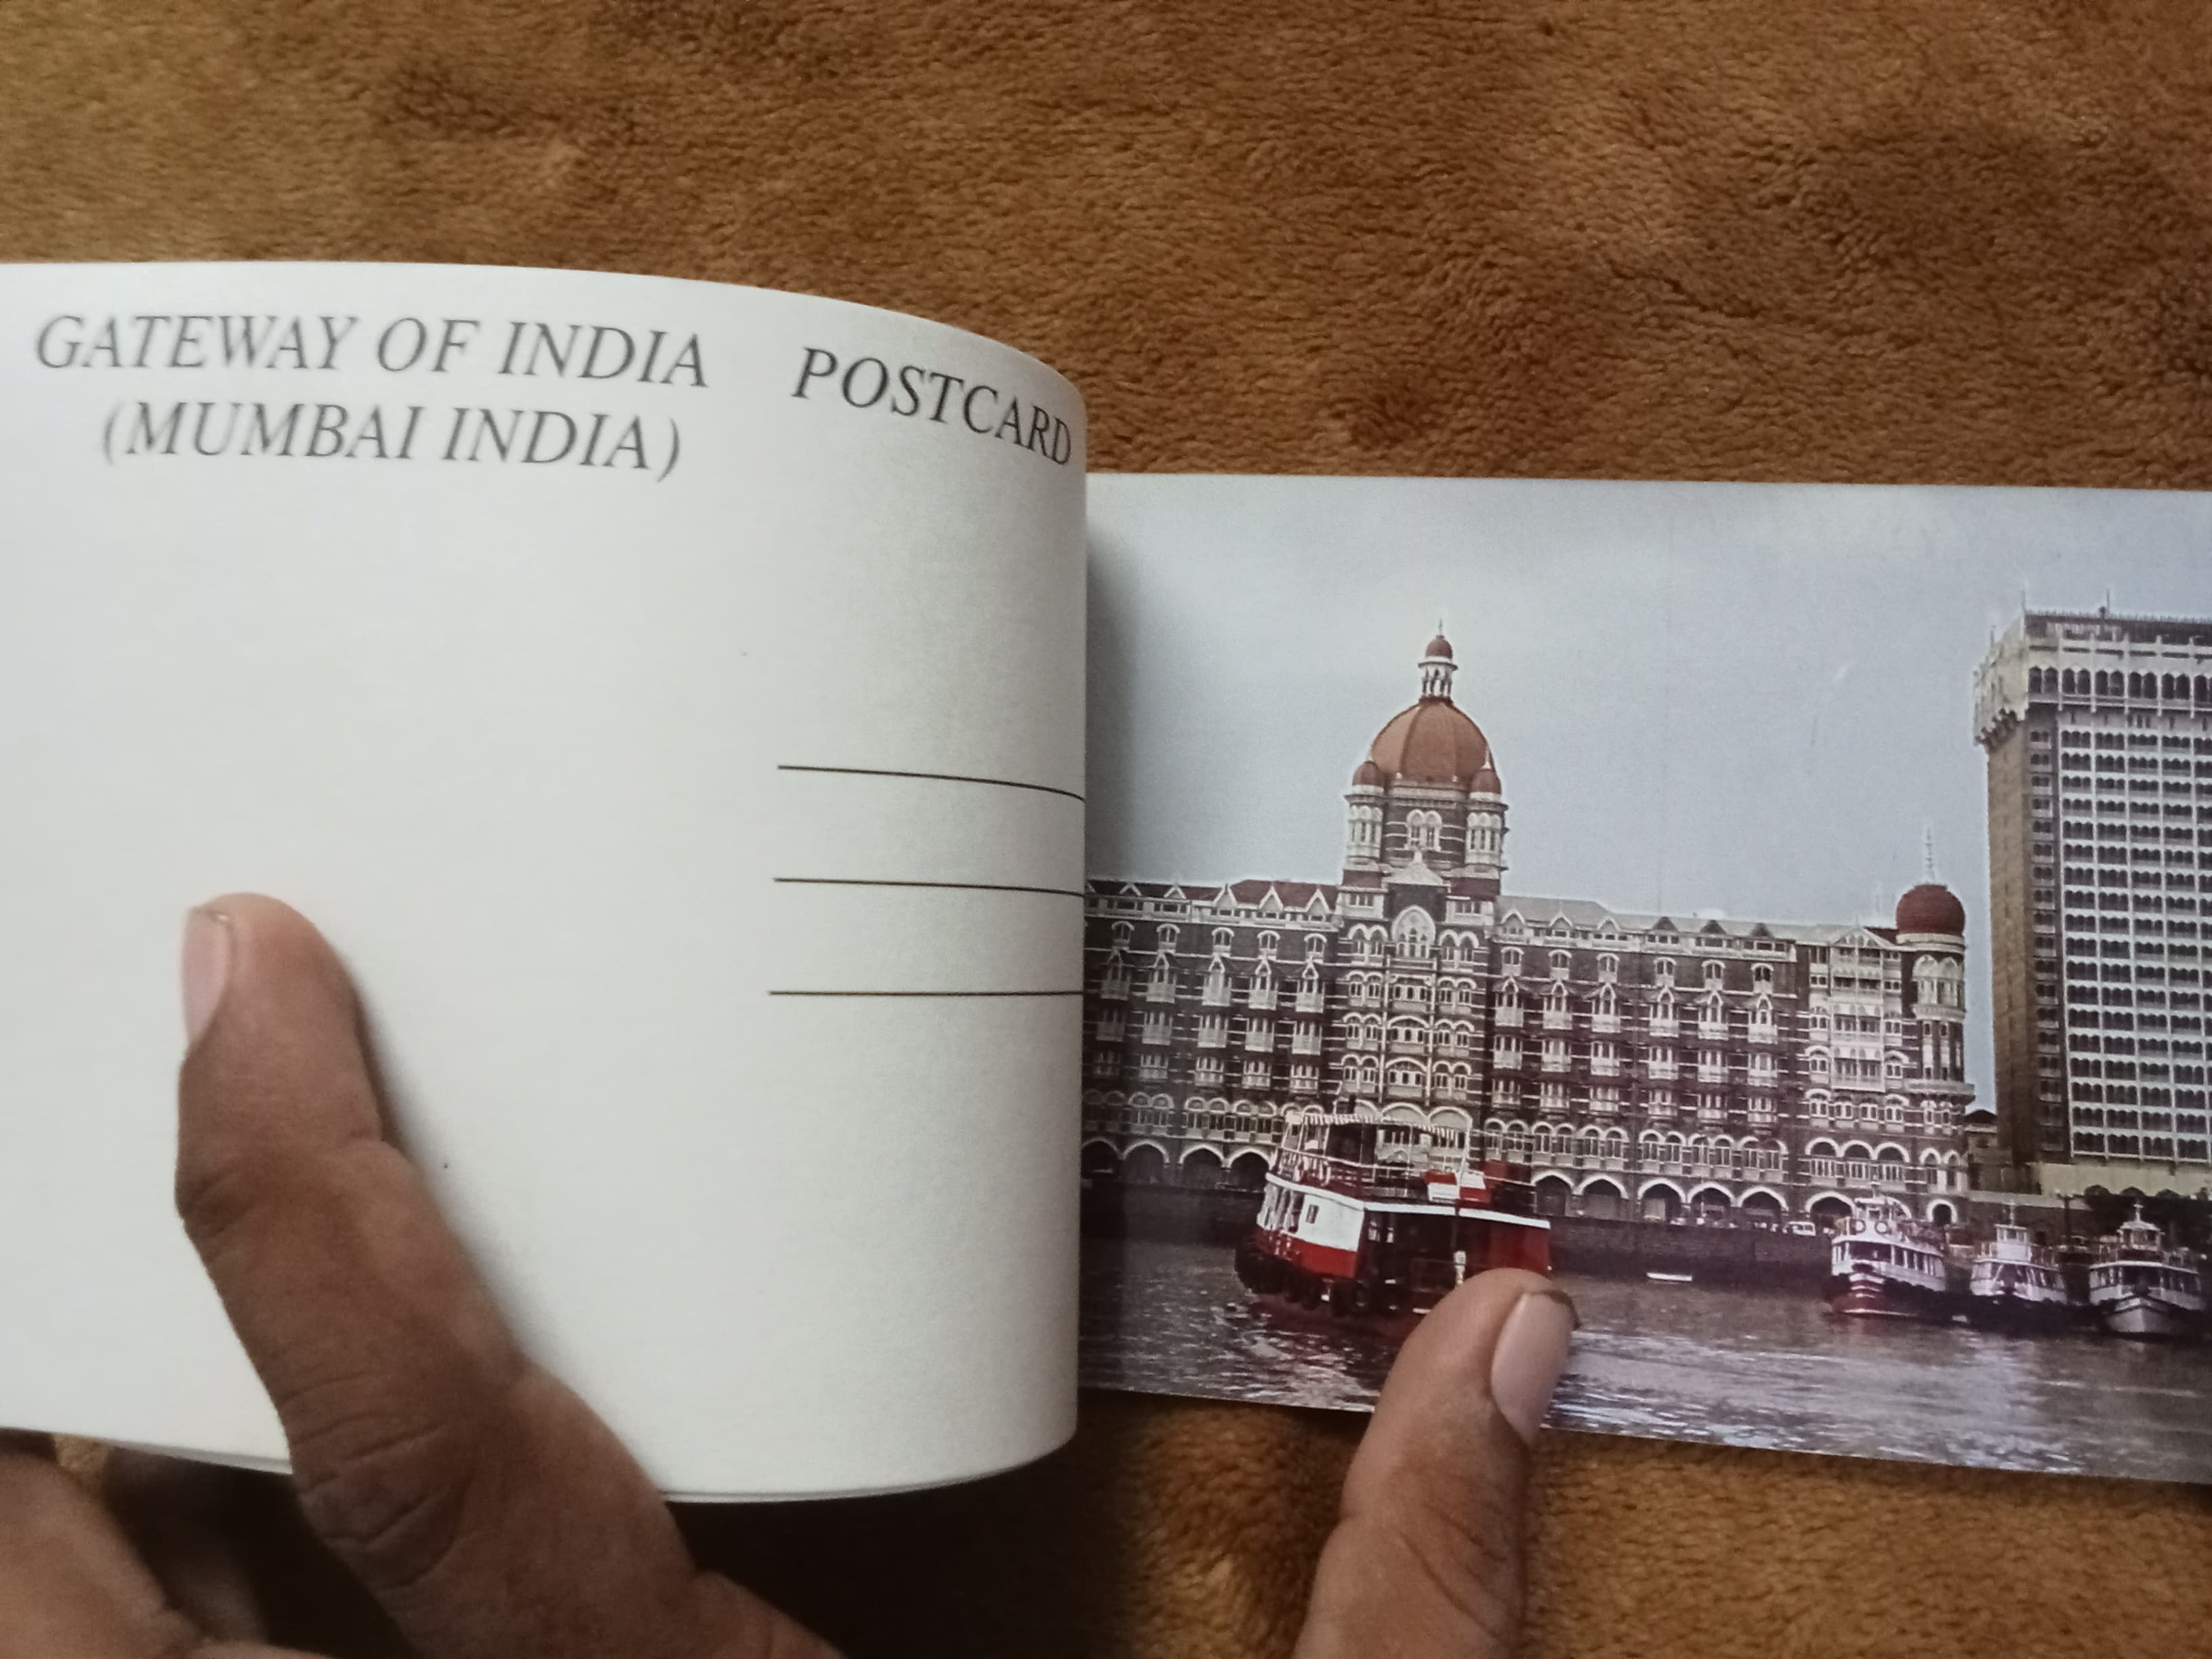 GATEWAY OF INDIA
(MUMBAI INDIA)
POSTCARD